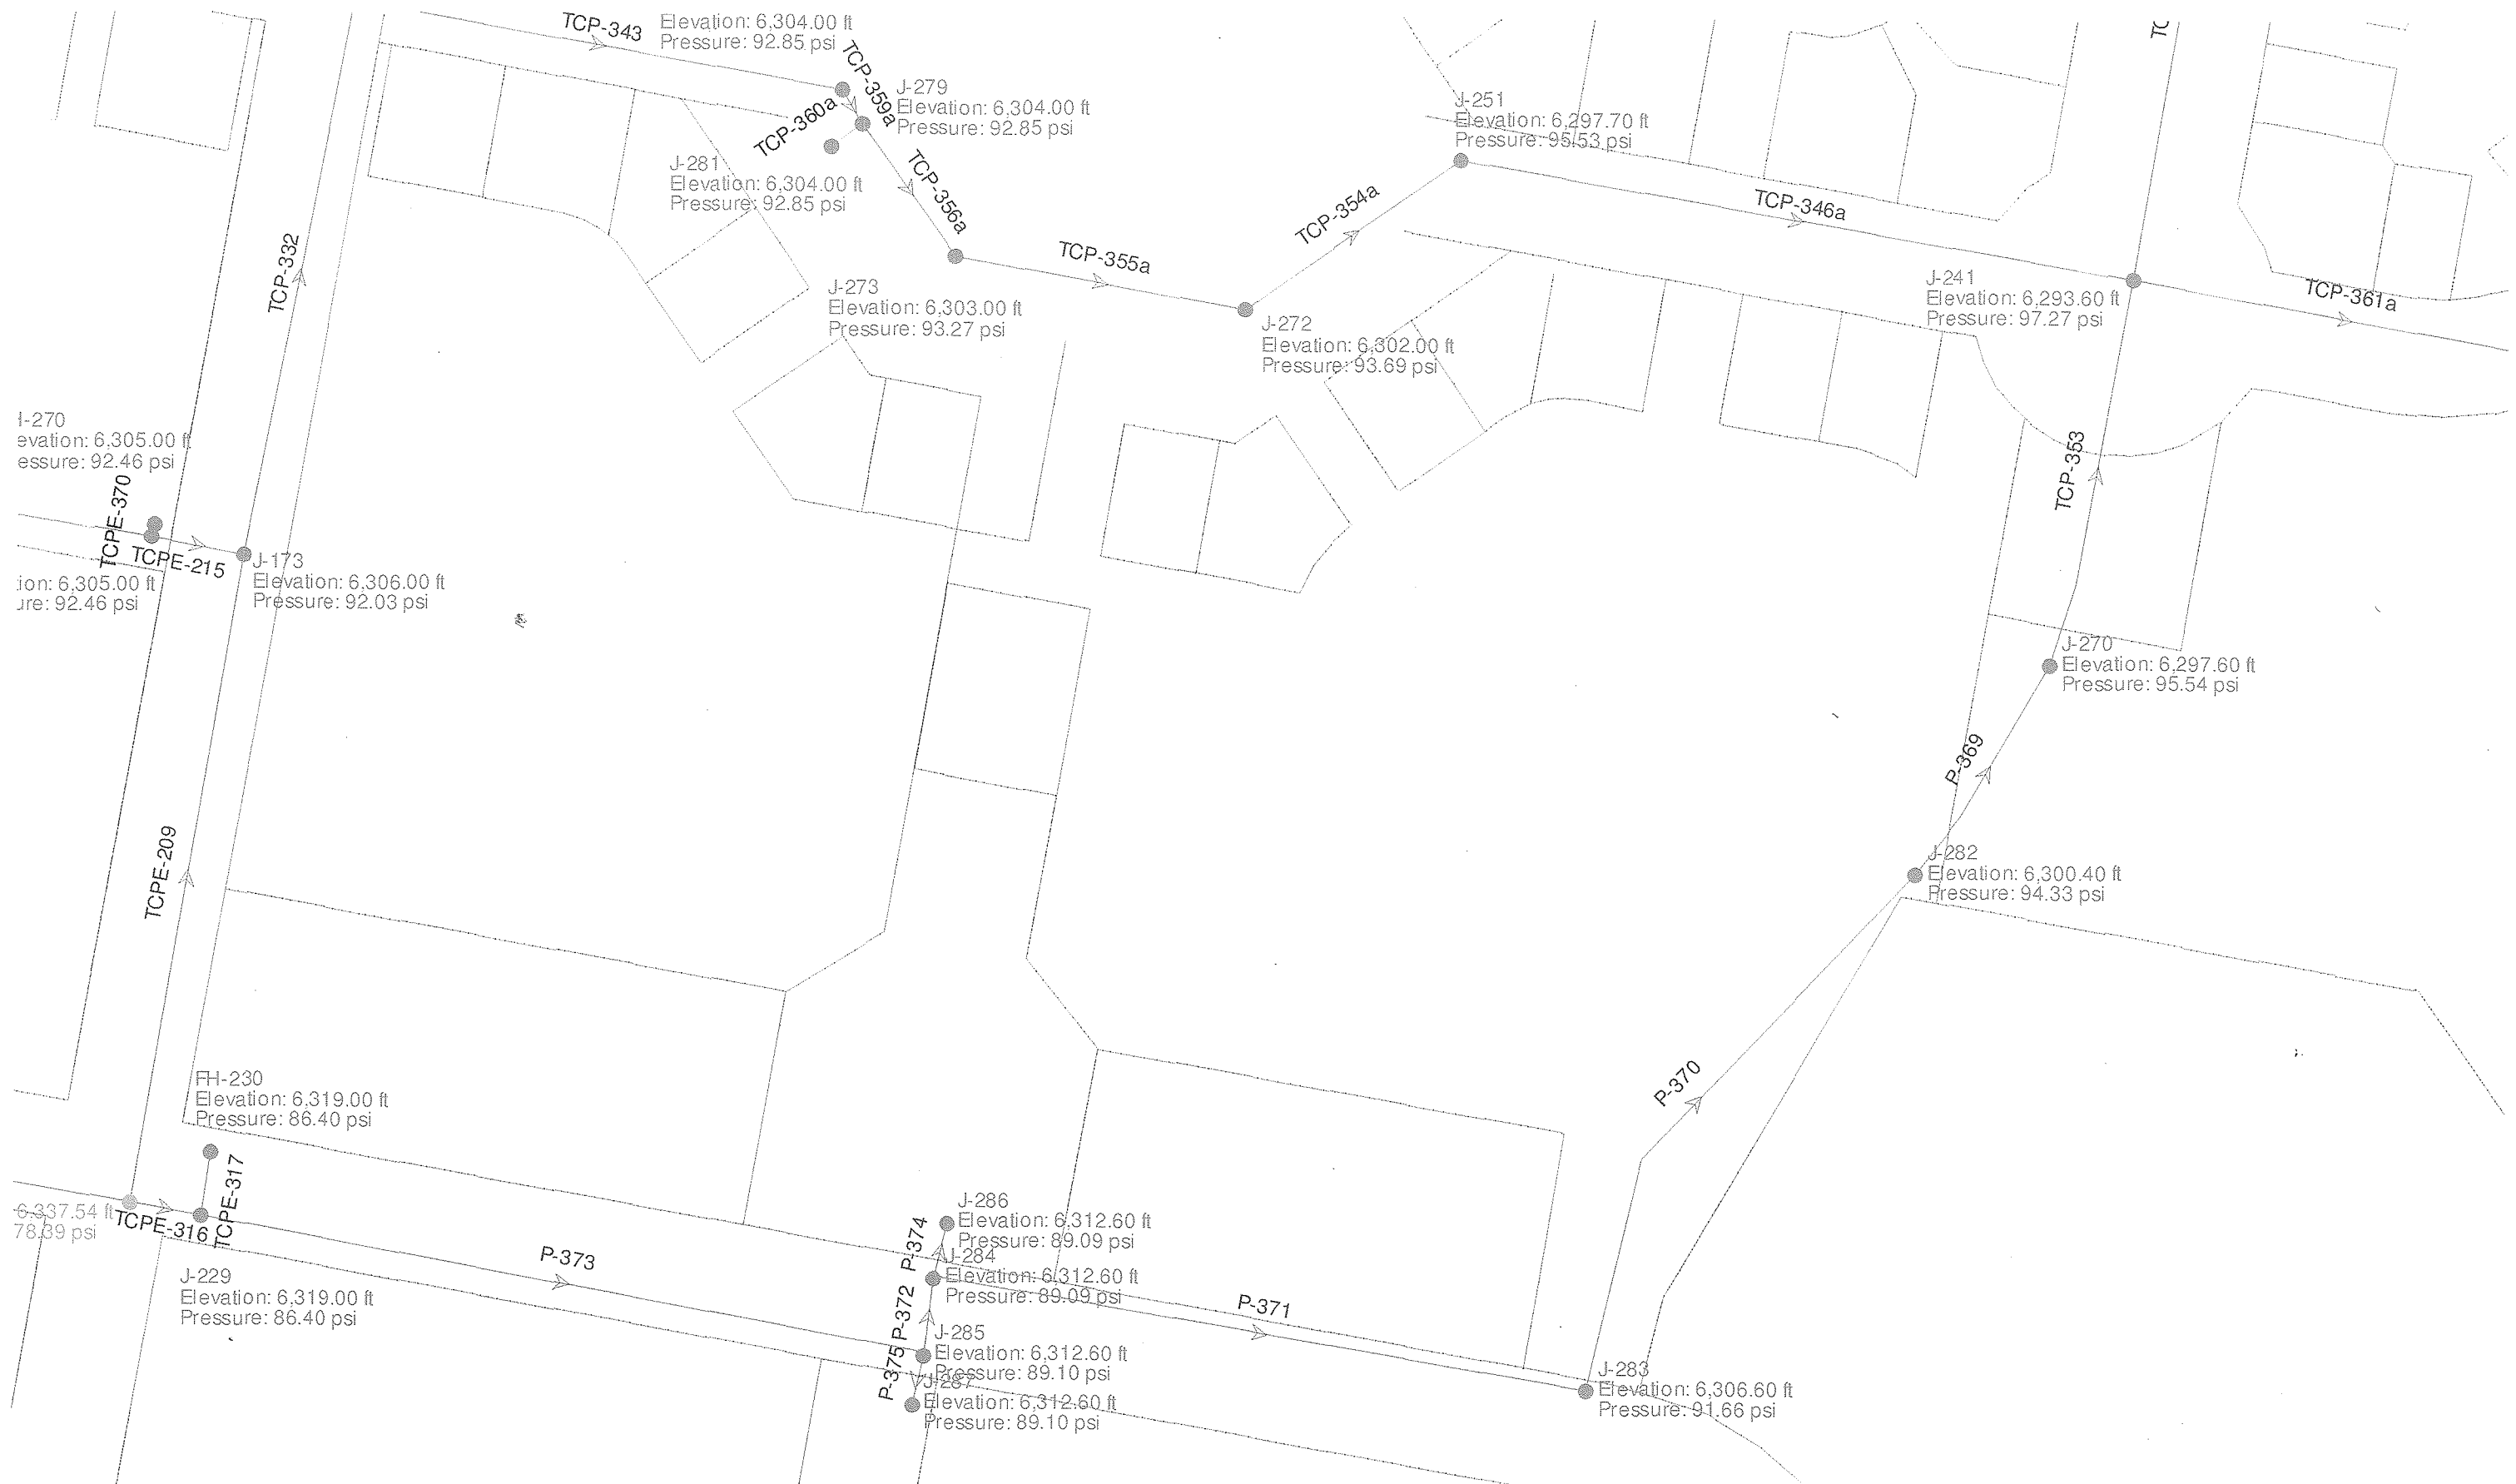 TCP-343
Elevation: 6,304.00 ft
Pressure: 92.85 psi
TCP-359a
J-279
Elevation: 6,304.00 ft
Pressure: 92.85 psi
TCP-360a
J-281
Elevation: 6,304.00 ft
Pressure: 92.85 psi
TCP-356a
J-251
Elevation: 6,297.70 ft
Pressure: 95.53 psi
TCP-354a
TCP-346a
TC
TCP-332
TCP-355a
J-273
Elevation: 6,303.00 ft
Pressure: 93.27 psi
J-272
Elevation: 6,302.00 ft
Pressure: 93.69 psi
J-241
Elevation: 6,293.60 ft
Pressure: 97.27 psi
TCP-361a
-270
evation: 6,305.00 ft
essure: 92.46 psi
TCPE-370
TCPE-215
ion: 6,305.00 ft
ure: 92.46 psi
J-173
Elevation: 6,306.00 ft
Pressure: 92.03 psi
TCP-353
J-270
Elevation: 6,297.60 ft
Pressure: 95.54 psi
P-369
TCPE-209
J-282
Elevation: 6,300.40 ft
Pressure: 94.33 psi
P-370
FH-230
Elevation: 6,319.00 ft
Pressure: 86.40 psi
TCPE-317
6,337.54 ft
78.39 psi
TCPE-316
J-229
Elevation: 6,319.00 ft
Pressure: 86.40 psi
P-373
P-374
J-286
Elevation: 6,312.60 ft
Pressure: 89.09 psi
J-284
Elevation: 6,312.60 ft
Pressure: 89.09 psi
P-372
P-371
J-285
Elevation: 6,312.60 ft
Pressure: 89.10 psi
P-375
J-287
Elevation: 6,312.60 ft
Pressure: 89.10 psi
J-283
Elevation: 6,306.60 ft
Pressure: 91.66 psi